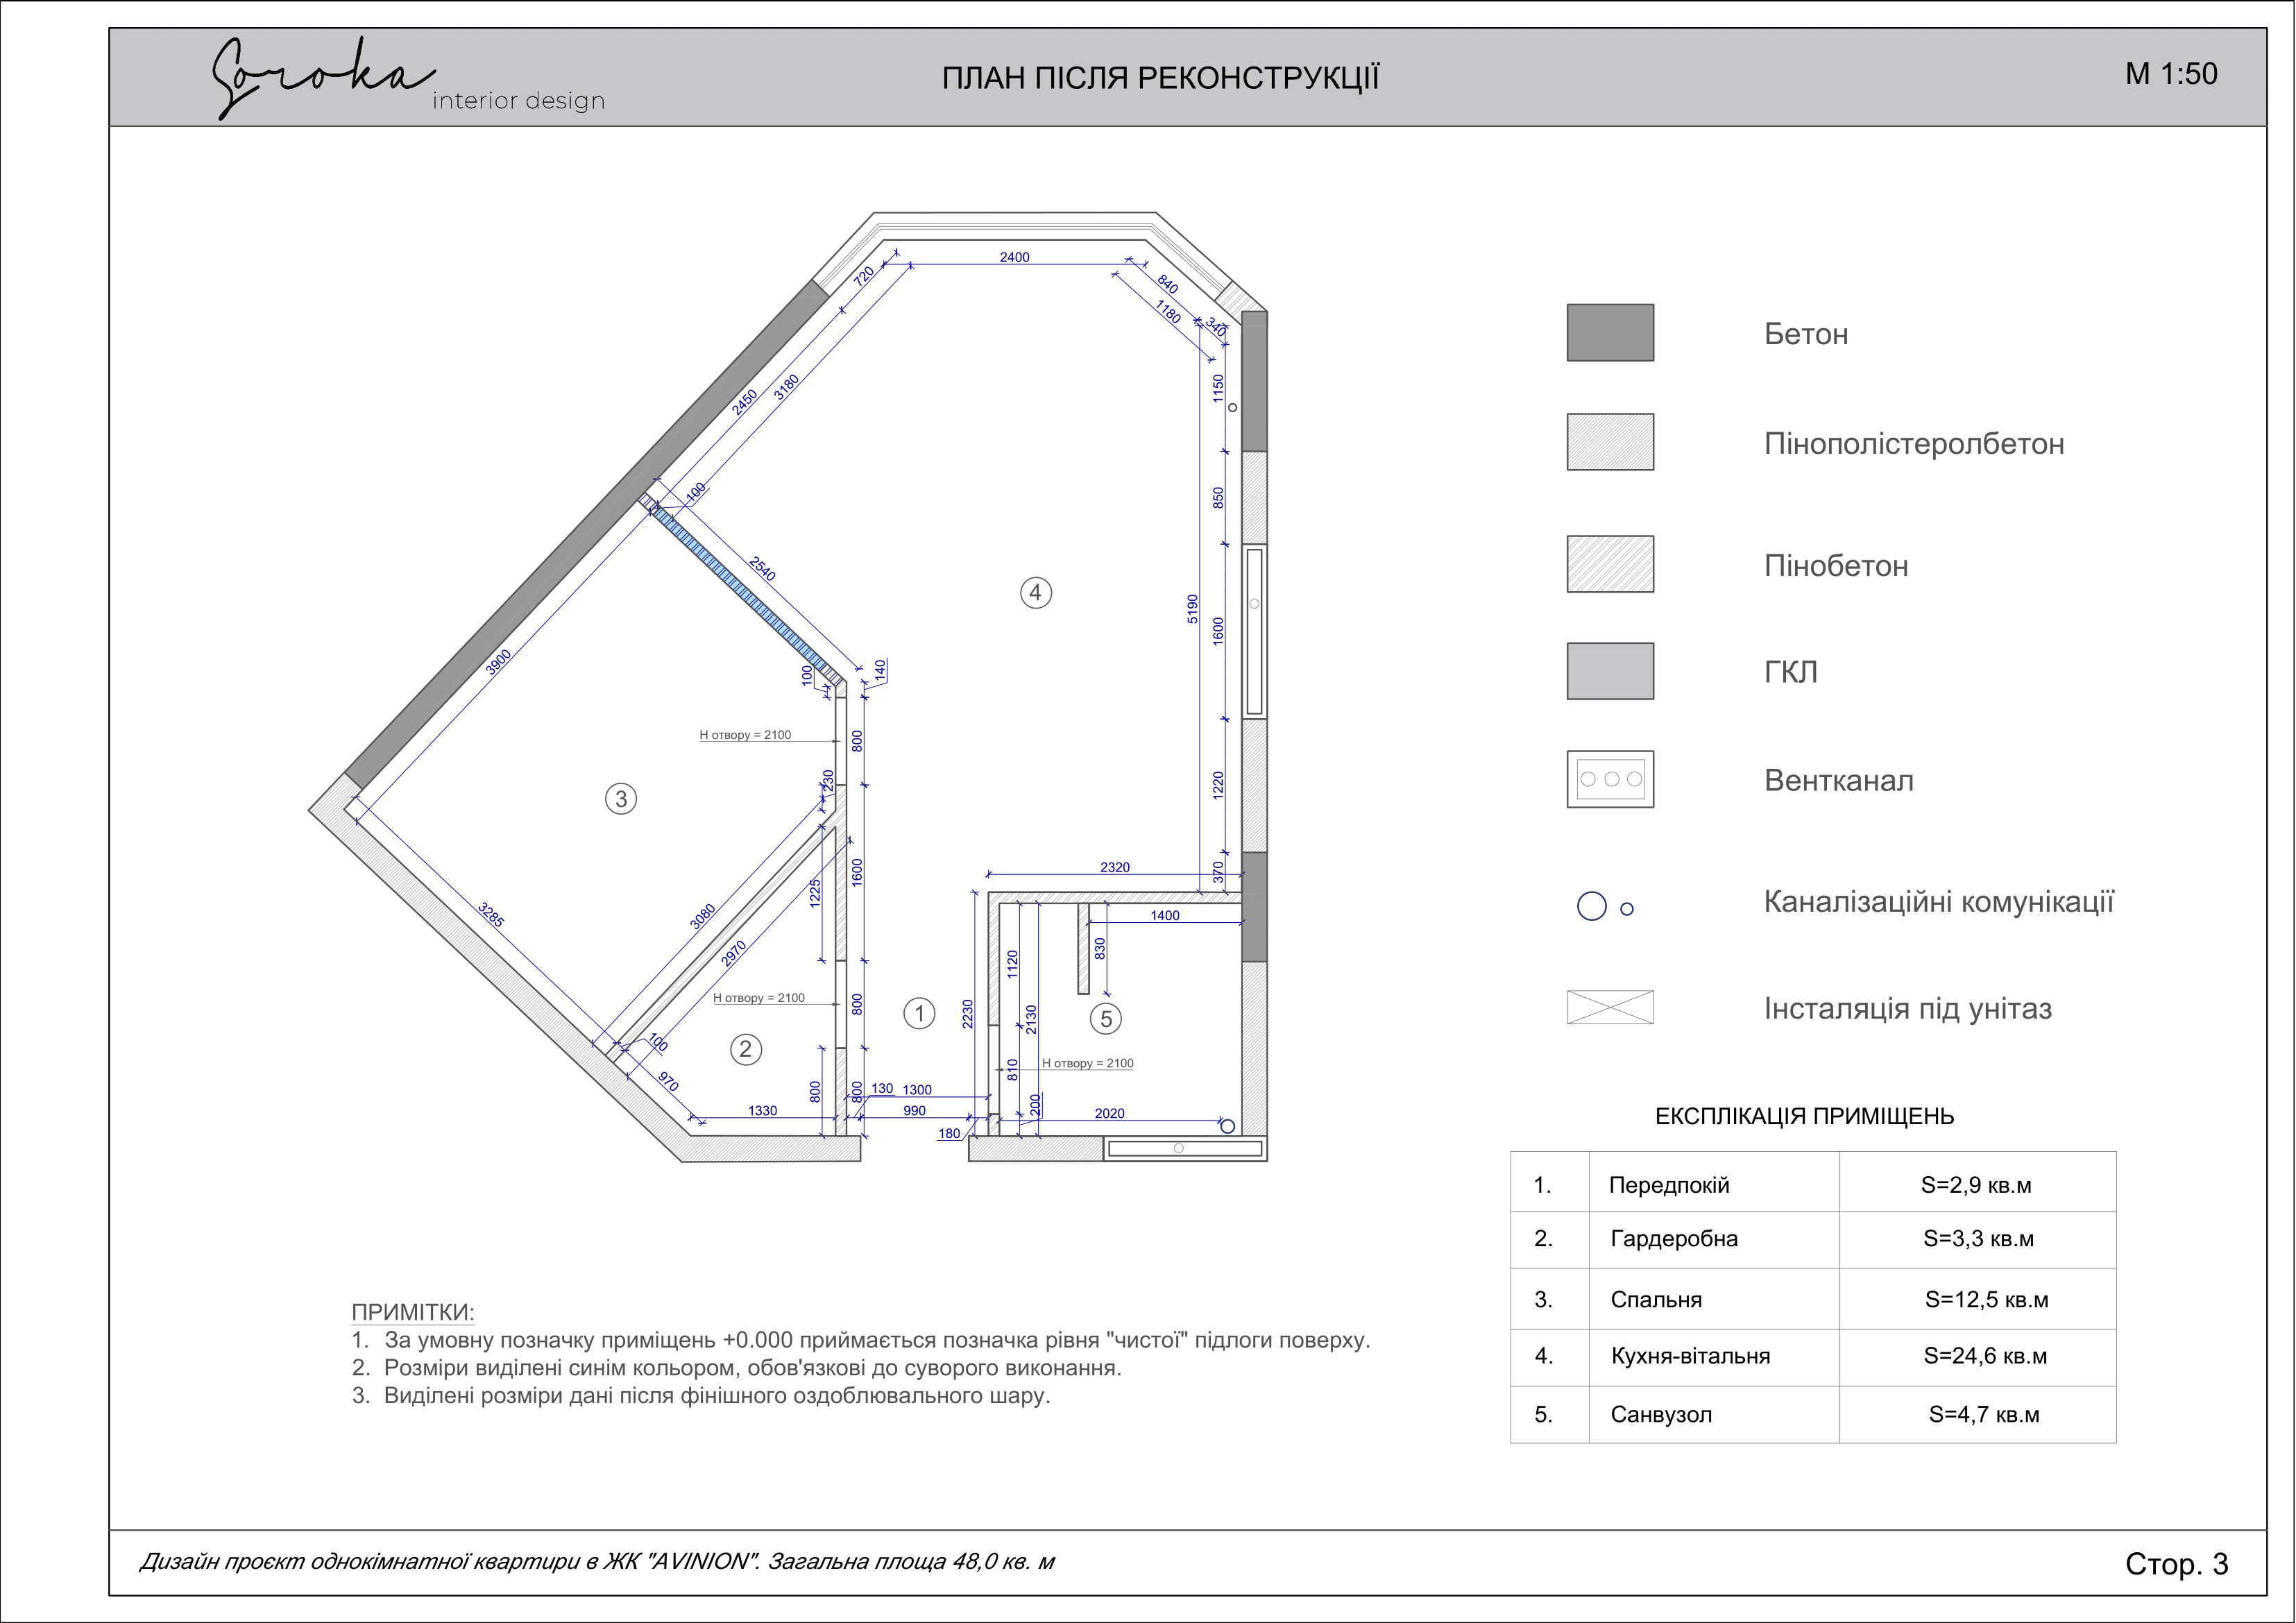 Soroka
interior design
ПЛАН ПІСЛЯ РЕКОНСТРУКЦІЇ
М 1:50
2400
720
840
1180
340
2450
3180
1150
100
850
2540
4
5190
1600
3900
100
140
Н отвору = 2100
800
230
3
1220
2320
370
1225
1600
3285
3080
1400
2970
830
1120
Н отвору = 2100
800
1
2230
2130
5
2
100
Н отвору = 2100
810
970
800
800
130
1300
200
1330
990
2020
180
Бетон
Пінополістеролбетон
Пінобетон
ГКЛ
Вентканал
Каналізаційні комунікації
Інсталяція під унітаз
ЕКСПЛІКАЦІЯ ПРИМІЩЕНЬ
1. Передпокій S=2,9 кв.м
2. Гардеробна S=3,3 кв.м
3. Спальня S=12,5 кв.м
4. Кухня-вітальня S=24,6 кв.м
5. Санвузол S=4,7 кв.м
ПРИМІТКИ:
1. За умовну позначку приміщень +0.000 приймається позначка рівня "чистої" підлоги поверху.
2. Розміри виділені синім кольором, обов'язкові до суворого виконання.
3. Виділені розміри дані після фінішного оздоблювального шару.
Дизайн проєкт однокімнатної квартири в ЖК "AVINION". Загальна площа 48,0 кв. м
Стор. 3